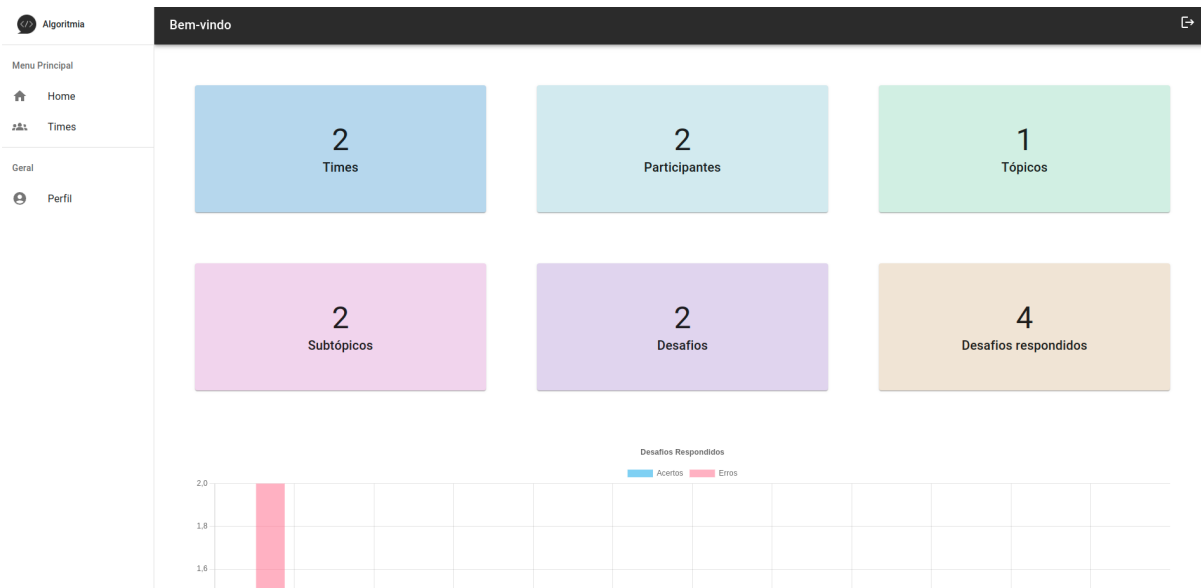 </> Algoritmia
Bem-vindo
Menu Principal
Home
Times
Geral
Perfil
2
Times
2
Participantes
1
Tópicos
2
Subtópicos
2
Desafios
4
Desafios respondidos
Desafios Respondidos
Acertos Erros
2,0
1,8
1,6